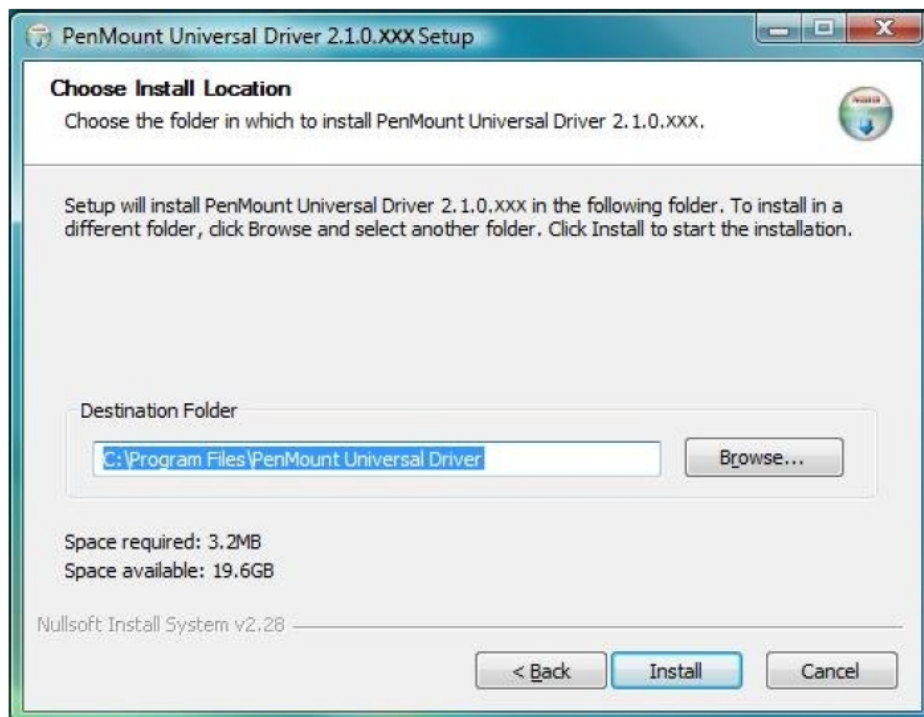 PenMount Universal Driver 2.1.0.XXX Setup
Choose Install Location
Choose the folder in which to install PenMount Universal Driver 2.1.0.XXX.
Setup will install PenMount Universal Driver 2.1.0.XXX in the following folder. To install in a
different folder, click Browse and select another folder. Click Install to start the installation.
Destination Folder
C:\Program Files\PenMount Universal Driver
Browse...
Space required: 3.2MB
Space available: 19.6GB
Nullsoft Install System v2.28
< Back Install Cancel